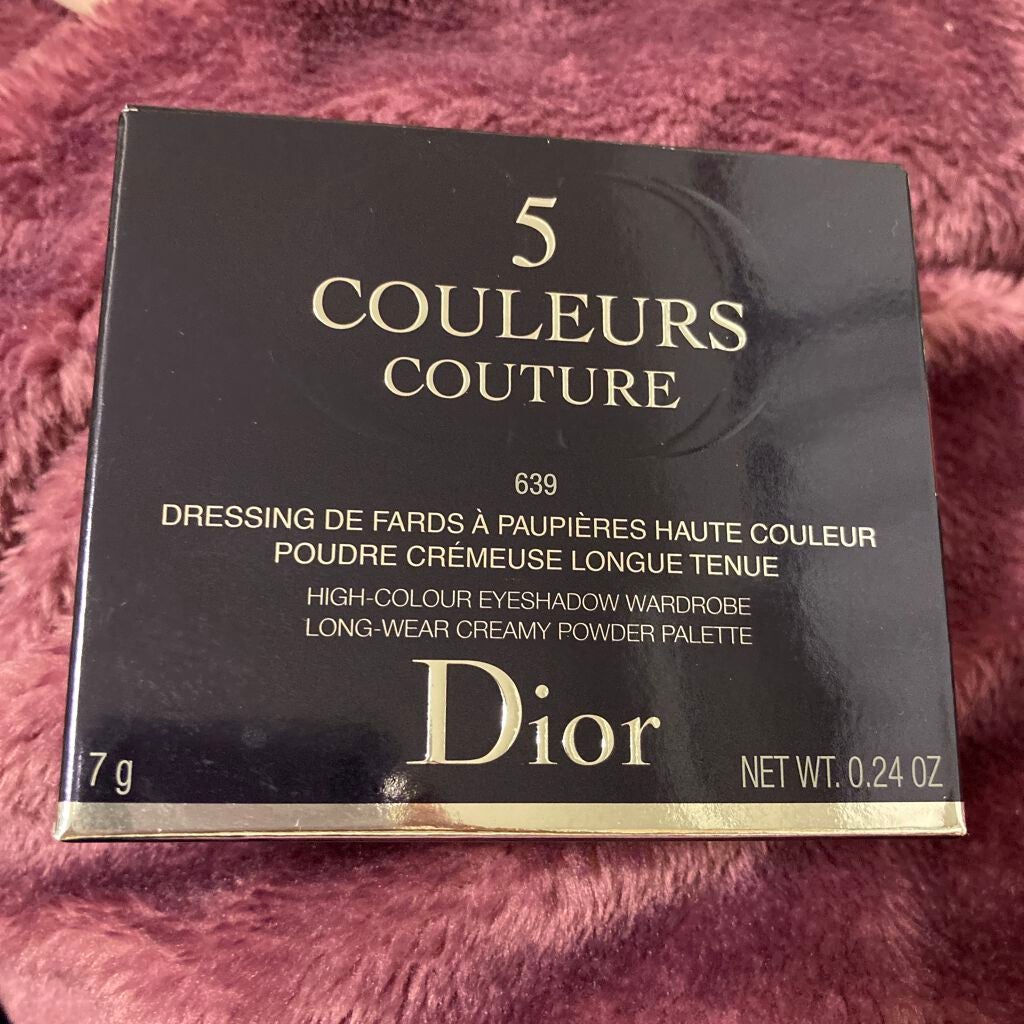 5
COULEURS
COUTURE
639
DRESSING DE FARDS À PAUPIÈRES HAUTE COULEUR
POUDRE CRÉMEUSE LONGUE TENUE
HIGH-COLOUR EYESHADOW WARDROBE
LONG-WEAR CREAMY POWDER PALETTE
Dior
7 g
NET WT. 0.24 OZ